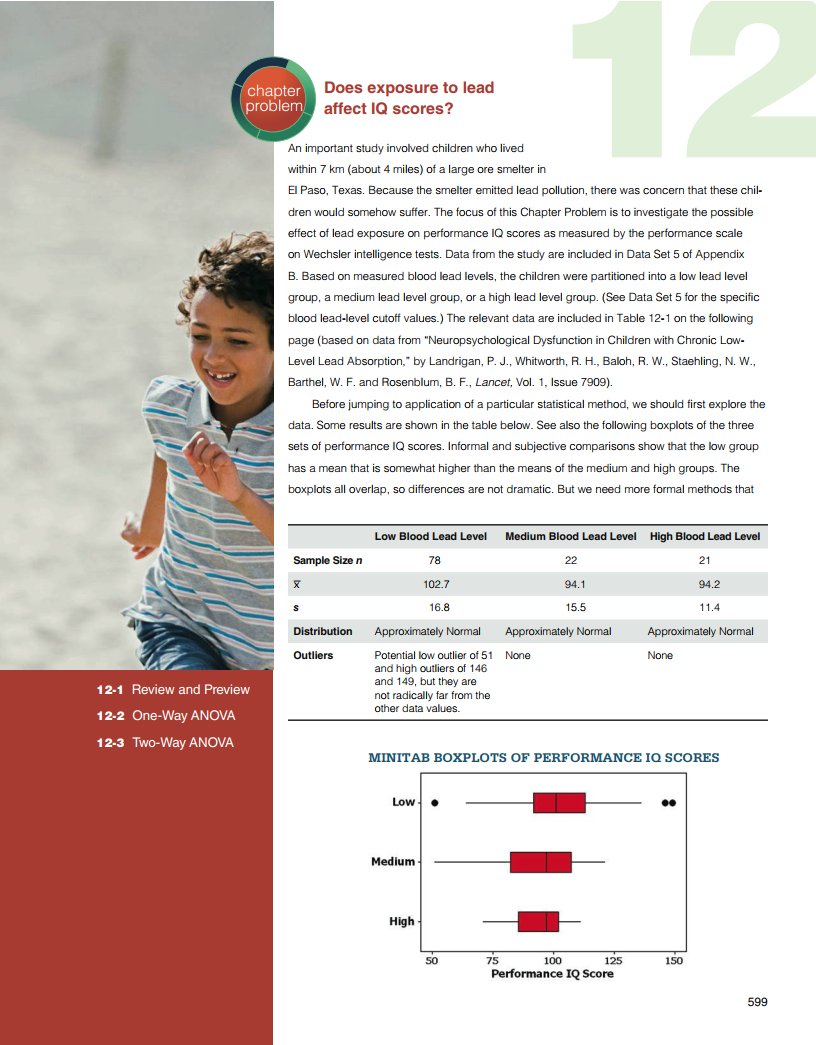 12
chapter
problem
Does exposure to lead
affect IQ scores?
An important study involved children who lived
within 7 km (about 4 miles) of a large ore smelter in
El Paso, Texas. Because the smelter emitted lead pollution, there was concern that these chil-
dren would somehow suffer. The focus of this Chapter Problem is to investigate the possible
effect of lead exposure on performance IQ scores as measured by the performance scale
on Wechsler intelligence tests. Data from the study are included in Data Set 5 of Appendix
B. Based on measured blood lead levels, the children were partitioned into a low lead level
group, a medium lead level group, or a high lead level group. (See Data Set 5 for the specific
blood lead-level cutoff values.) The relevant data are included in Table 12-1 on the following
page (based on data from “Neuropsychological Dysfunction in Children with Chronic Low-
Level Lead Absorption,” by Landrigan, P. J., Whitworth, R. H., Baloh, R. W., Staehling, N. W.,
Barthel, W. F. and Rosenblum, B. F., Lancet, Vol. 1, Issue 7909).
Before jumping to application of a particular statistical method, we should first explore the
data. Some results are shown in the table below. See also the following boxplots of the three
sets of performance IQ scores. Informal and subjective comparisons show that the low group
has a mean that is somewhat higher than the means of the medium and high groups. The
boxplots all overlap, so differences are not dramatic. But we need more formal methods that
Low Blood Lead Level Medium Blood Lead Level High Blood Lead Level
Sample Size n 78 22 21
x̅ 102.7 94.1 94.2
s 16.8 15.5 11.4
Distribution Approximately Normal Approximately Normal Approximately Normal
Outliers Potential low outlier of 51 None None
and high outliers of 146
and 149, but they are
not radically far from the
other data values.
12-1 Review and Preview
12-2 One-Way ANOVA
12-3 Two-Way ANOVA
MINITAB BOXPLOTS OF PERFORMANCE IQ SCORES
Low
Medium
High
50 75 100 125 150
Performance IQ Score
599